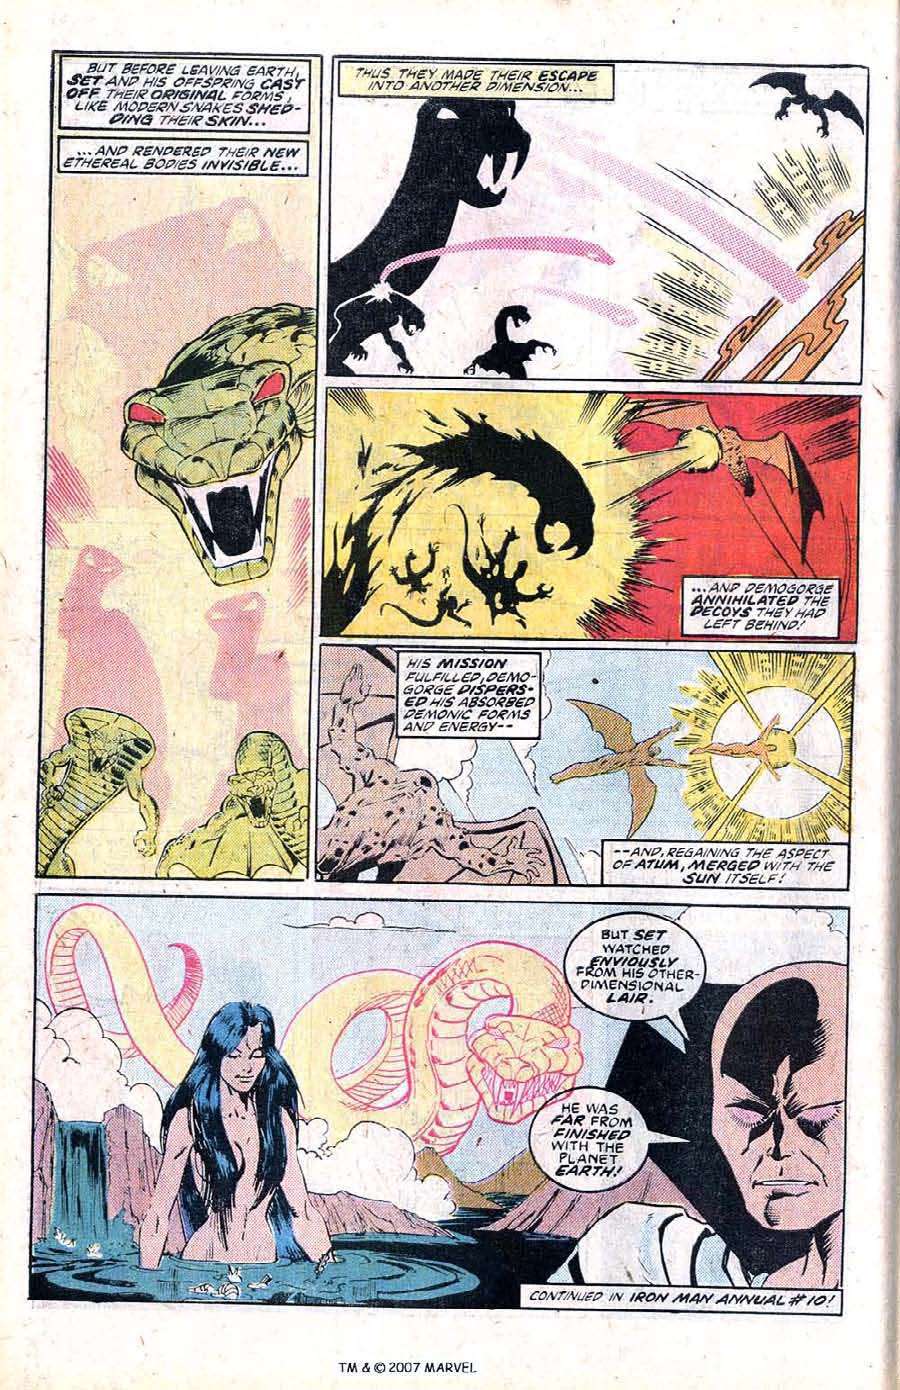 BUT BEFORE LEAVING EARTH,
SET AND HIS OFFSPRING CAST
OFF THEIR ORIGINAL FORMS,
LIKE MODERN SNAKES SHED-
DING THEIR SKIN...
...AND RENDERED THEIR NEW
ETHEREAL BODIES INVISIBLE...
THUS THEY MADE THEIR ESCAPE
INTO ANOTHER DIMENSION...
...AND DEMOGORGE
ANNIHILATED THE
DECOYS THEY HAD
LEFT BEHIND!
HIS MISSION
FULFILLED, DEMO-
GORGE DISPERS-
ED HIS ABSORBED
DEMONIC FORMS
AND ENERGY--
--AND, REGAINING THE ASPECT
OF ATUM, MERGED WITH THE
SUN ITSELF!
BUT SET
WATCHED
ENVIOUSLY
FROM HIS OTHER-
DIMENSIONAL
LAIR.
HE WAS
FAR FROM
FINISHED
WITH THE
PLANET
EARTH!
CONTINUED IN IRON MAN ANNUAL #10!
TM & © 2007 MARVEL